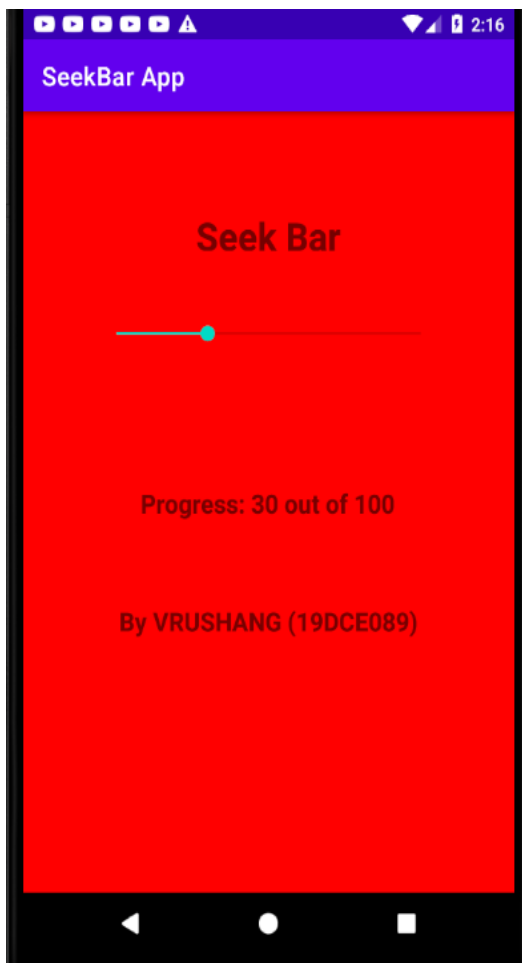 2:16
SeekBar App
Seek Bar
Progress: 30 out of 100
By VRUSHANG (19DCE089)